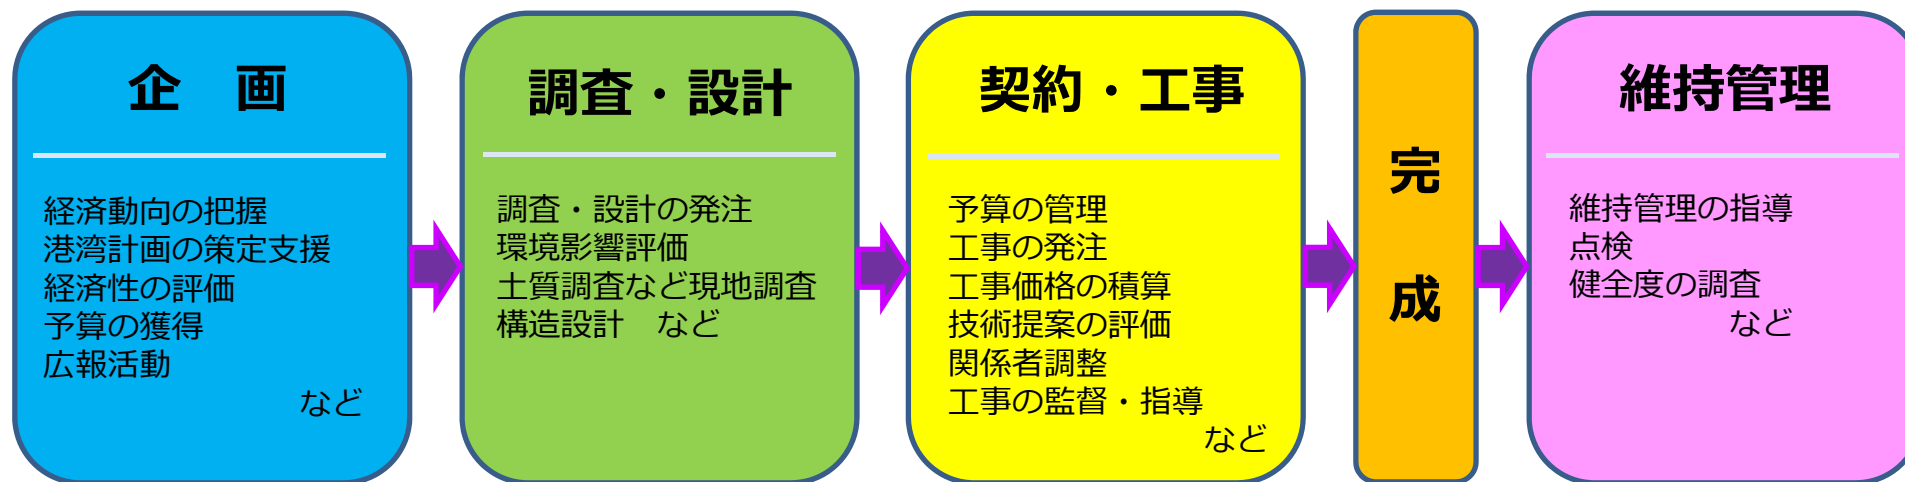 企　画
経済動向の把握
港湾計画の策定支援
経済性の評価
予算の獲得
広報活動
など
調査・設計
調査・設計の発注
環境影響評価
土質調査など現地調査
構造設計　など
契約・工事
予算の管理
工事の発注
工事価格の積算
技術提案の評価
関係者調整
工事の監督・指導
など
完成
維持管理
維持管理の指導
点検
健全度の調査
など